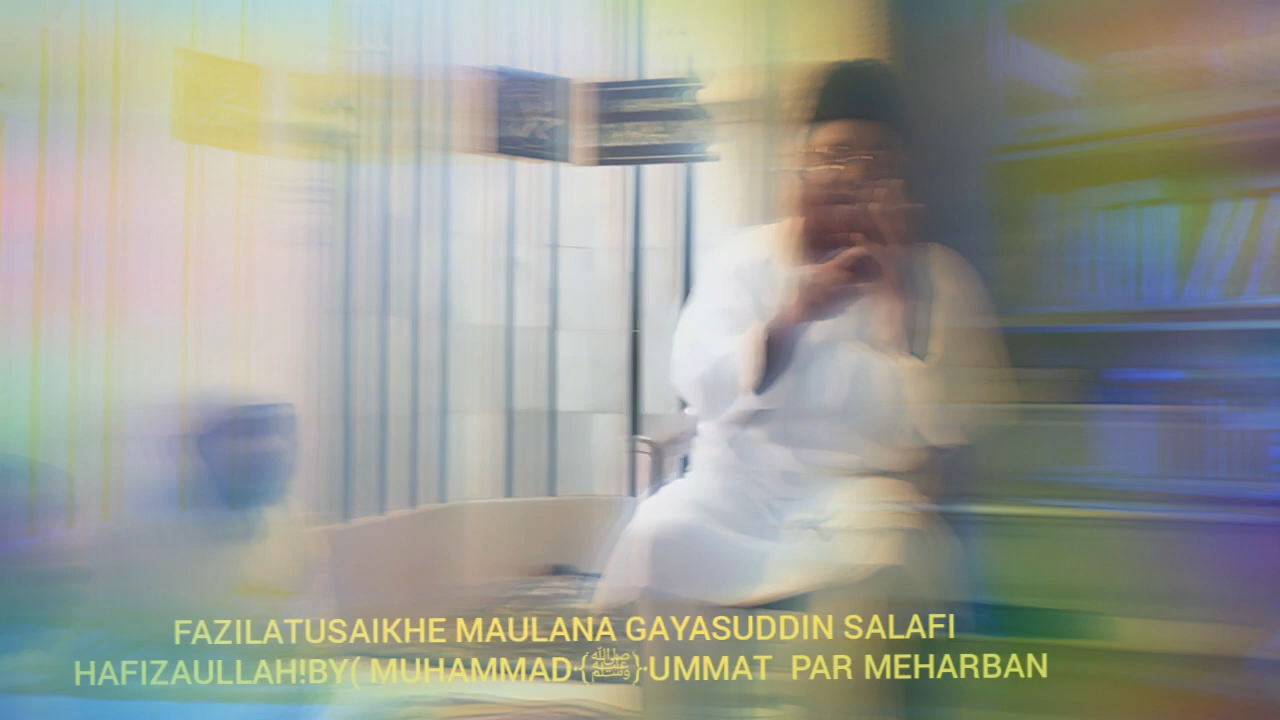 FAZILATUSAIKHE MAULANA GAYASUDDIN SALAFI
HAFIZAULLAH!BY( MUHAMMAD·{ﷺ}·UMMAT  PAR MEHARBAN